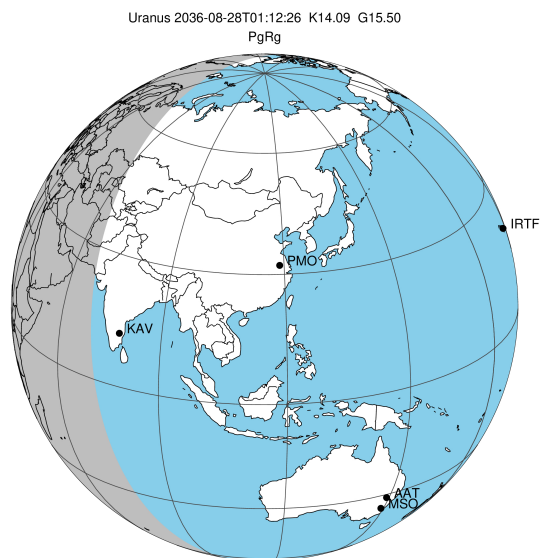 Uranus 2036-08-28T01:12:26 K14.09 G15.50
PgRg
IRTF
PMO
KAV
AAT
MSO